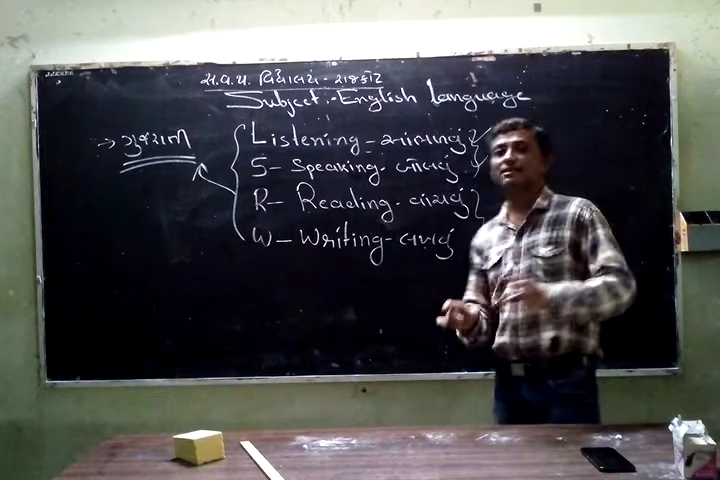 સ.વ.પ. વિદ્યાલય - રાજકોટ
Subject:- English language
→ ગુજરાતી
Listening - સાંભળવું
S - Speaking - બોલવું
R - Reading - વાંચવું
W - Writing - લખવું